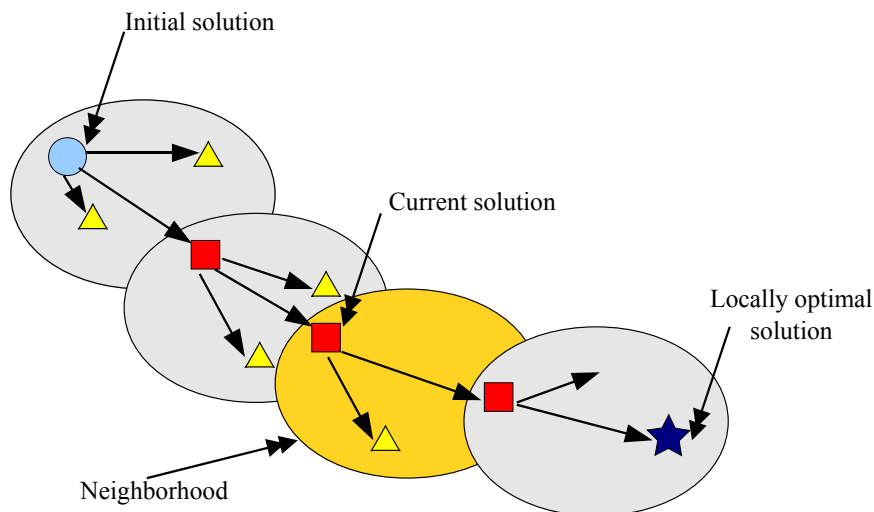 Initial solution
Current solution
Locally optimal
solution
Neighborhood